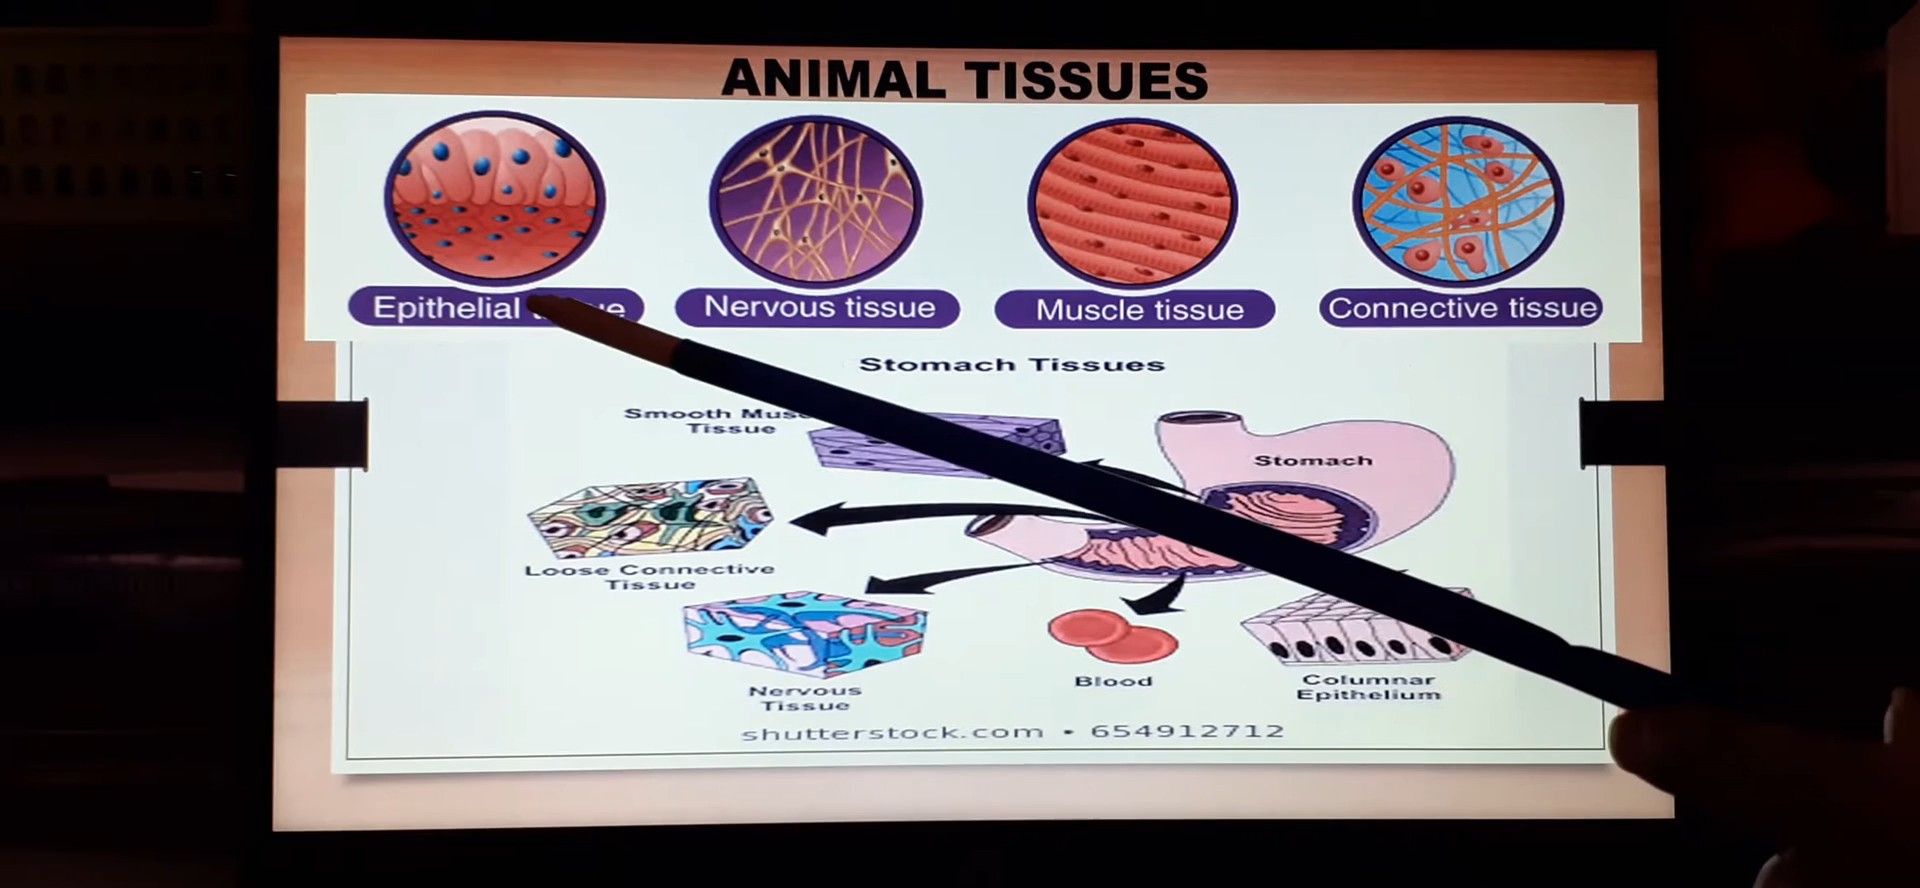 ANIMAL TISSUES
Epithelial
Nervous tissue
Muscle tissue
Connective tissue
Stomach Tissues
Smooth
Tissue
Stomach
Loose Connective
Tissue
Nervous
Tissue
Blood
Columnar
Epithelium
shutterstock.com • 654912712